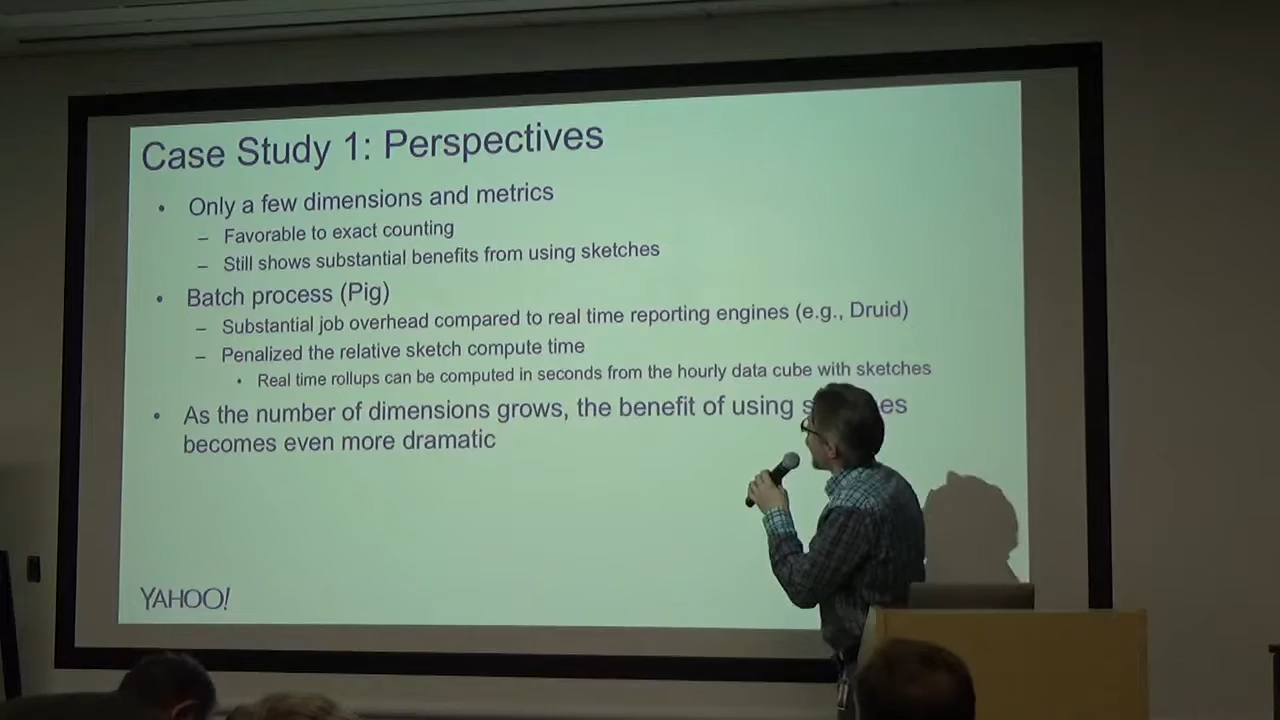 Case Study 1: Perspectives
• Only a few dimensions and metrics
– Favorable to exact counting
– Still shows substantial benefits from using sketches
• Batch process (Pig)
– Substantial job overhead compared to real time reporting engines (e.g., Druid)
– Penalized the relative sketch compute time
• Real time rollups can be computed in seconds from the hourly data cube with sketches
• As the number of dimensions grows, the benefit of using
becomes even more dramatic
YAHOO!